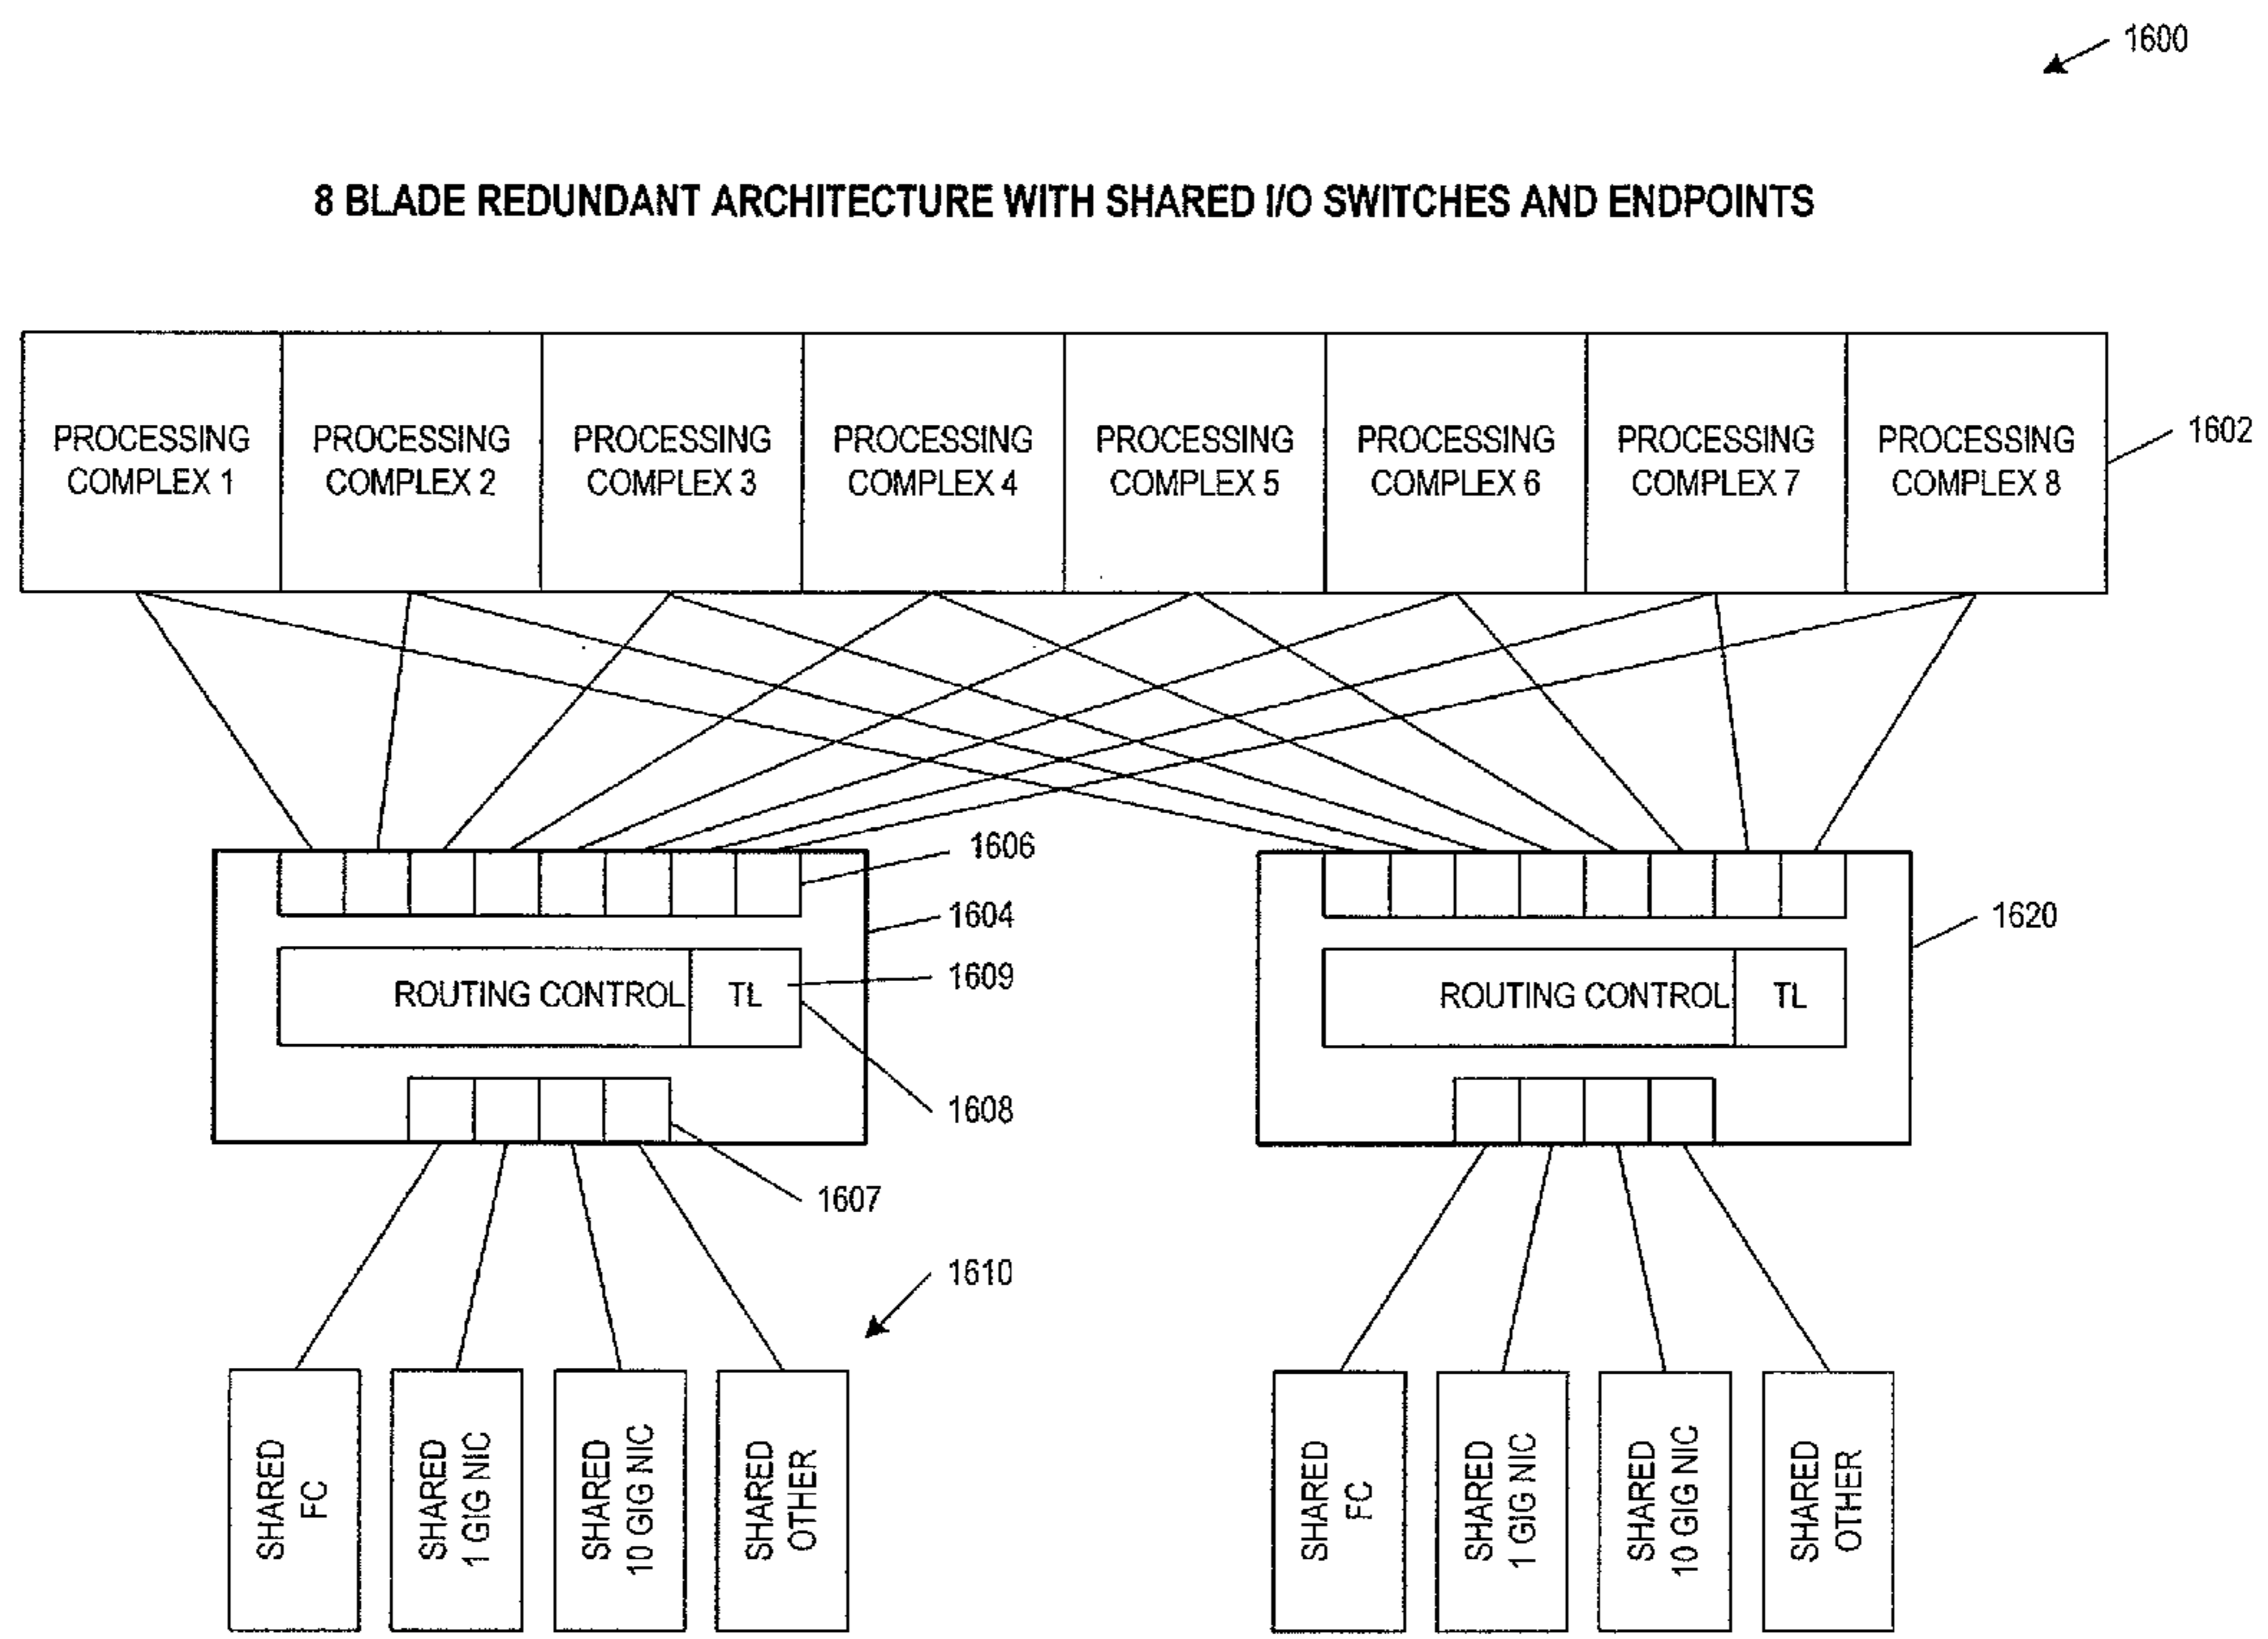 1600
8 BLADE REDUNDANT ARCHITECTURE WITH SHARED I/O SWITCHES AND ENDPOINTS
PROCESSING
COMPLEX 1
PROCESSING
COMPLEX 2
PROCESSING
COMPLEX 3
PROCESSING
COMPLEX 4
PROCESSING
COMPLEX 5
PROCESSING
COMPLEX 6
PROCESSING
COMPLEX 7
PROCESSING
COMPLEX 8
1602
1606
1604
1609
ROUTING CONTROL
TL
1608
1607
1620
ROUTING CONTROL
TL
1610
SHARED
FC
SHARED
1 GIG NIC
SHARED
10 GIG NIC
SHARED
OTHER
SHARED
FC
SHARED
1 GIG NIC
SHARED
10 GIG NIC
SHARED
OTHER